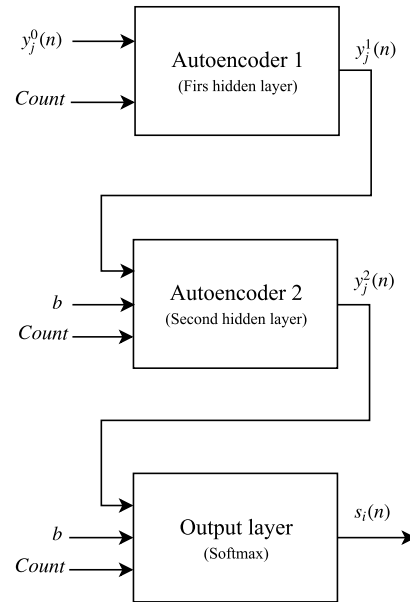 y_j^0(n)
Autoencoder 1
y_j^1(n)
(Firs hidden layer)
Count
Autoencoder 2
y_j^2(n)
b
(Second hidden layer)
Count
Output layer
s_i(n)
b
(Softmax)
Count